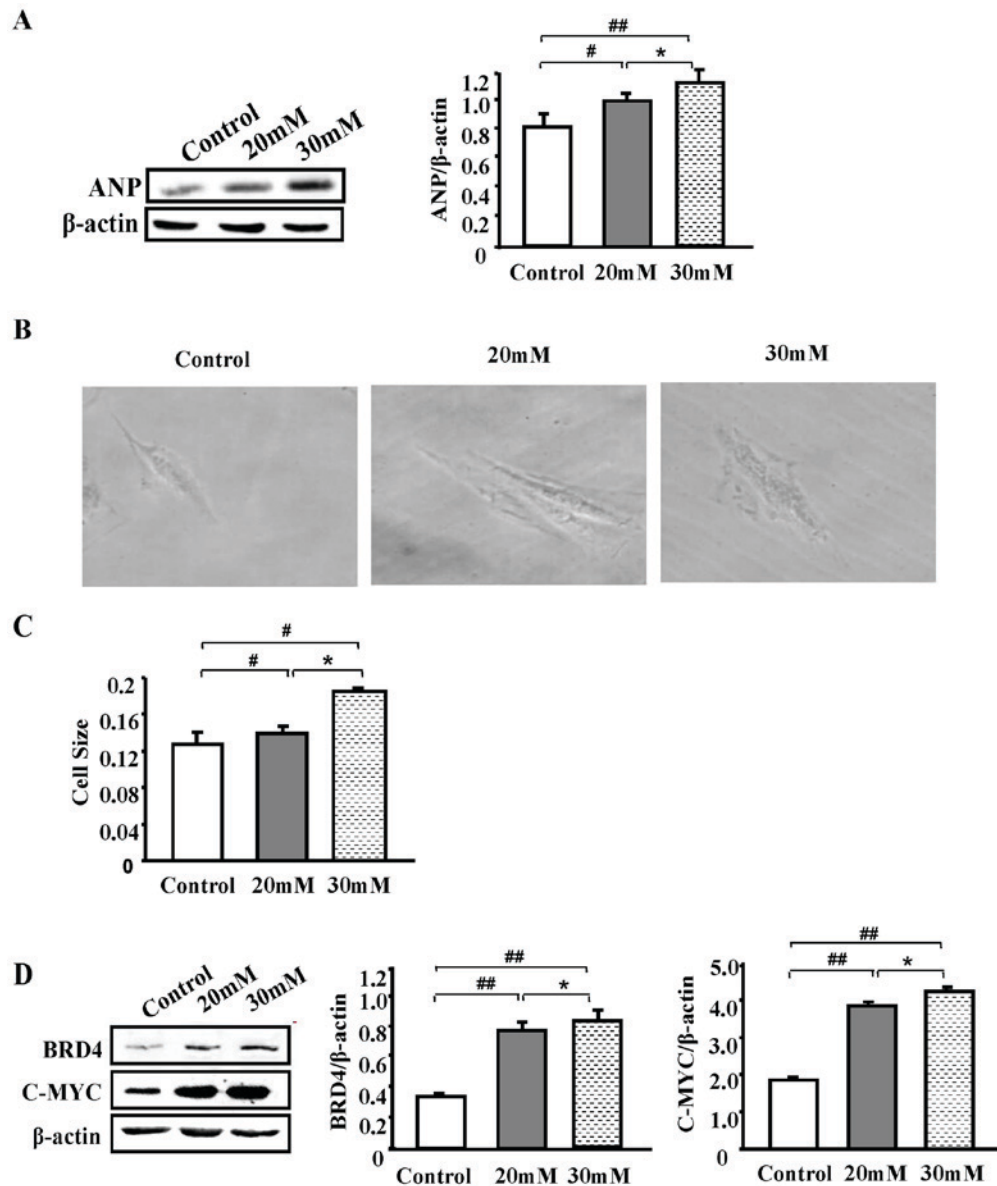 A
Control
20mM
30mM
ANP
β-actin
##
#
*
ANP/β-actin
1.2
1.0
0.8
0.6
0.4
0.2
0
Control 20mM 30mM
B
Control
20mM
30mM
C
#
#
*
Cell Size
0.2
0.16
0.12
0.08
0.04
0
Control 20mM 30mM
D
Control
20mM
30mM
BRD4
C-MYC
β-actin
##
##
*
BRD4/β-actin
1.2
1.0
0.8
0.6
0.4
0.2
0
Control 20mM 30mM
##
##
*
C-MYC/β-actin
5.0
4.0
2.0
1.0
0
Control 20mM 30mM